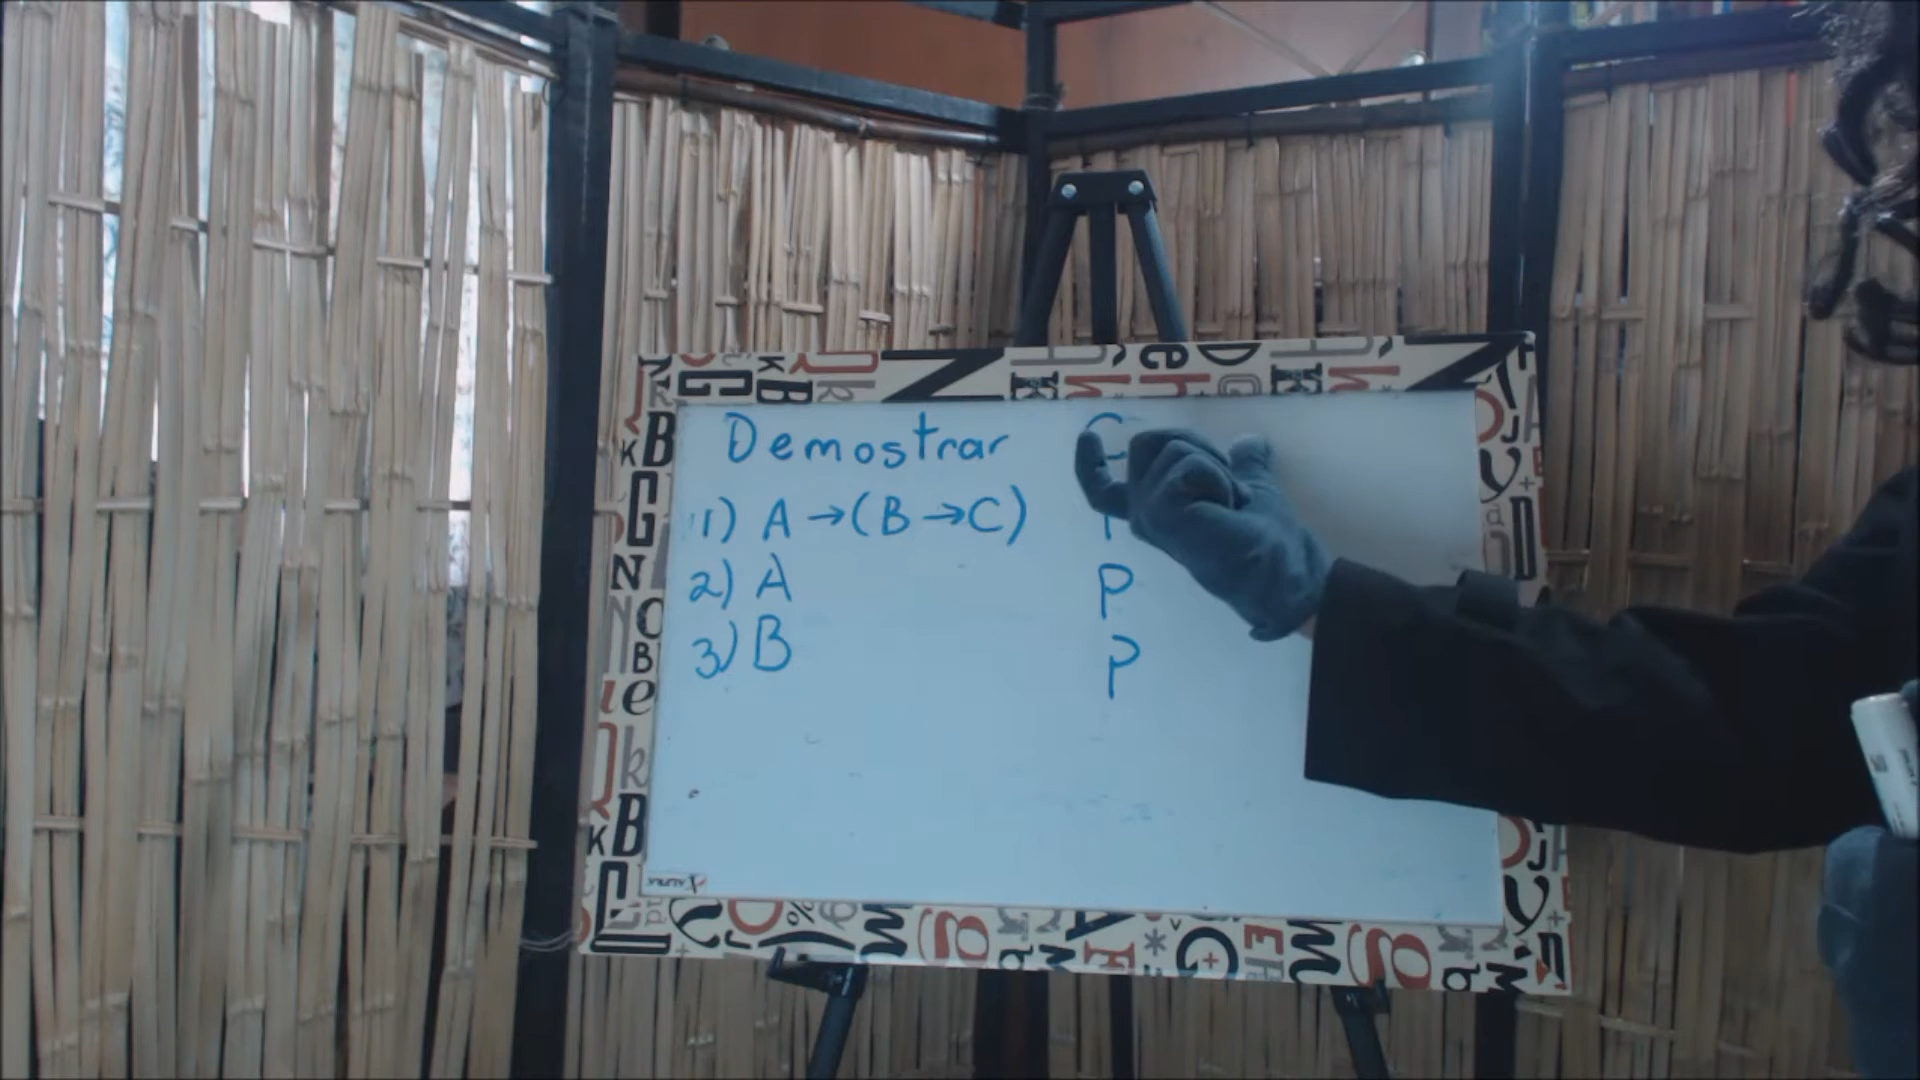 Demostrar C
1) A → (B → C) P
2) A P
3) B P